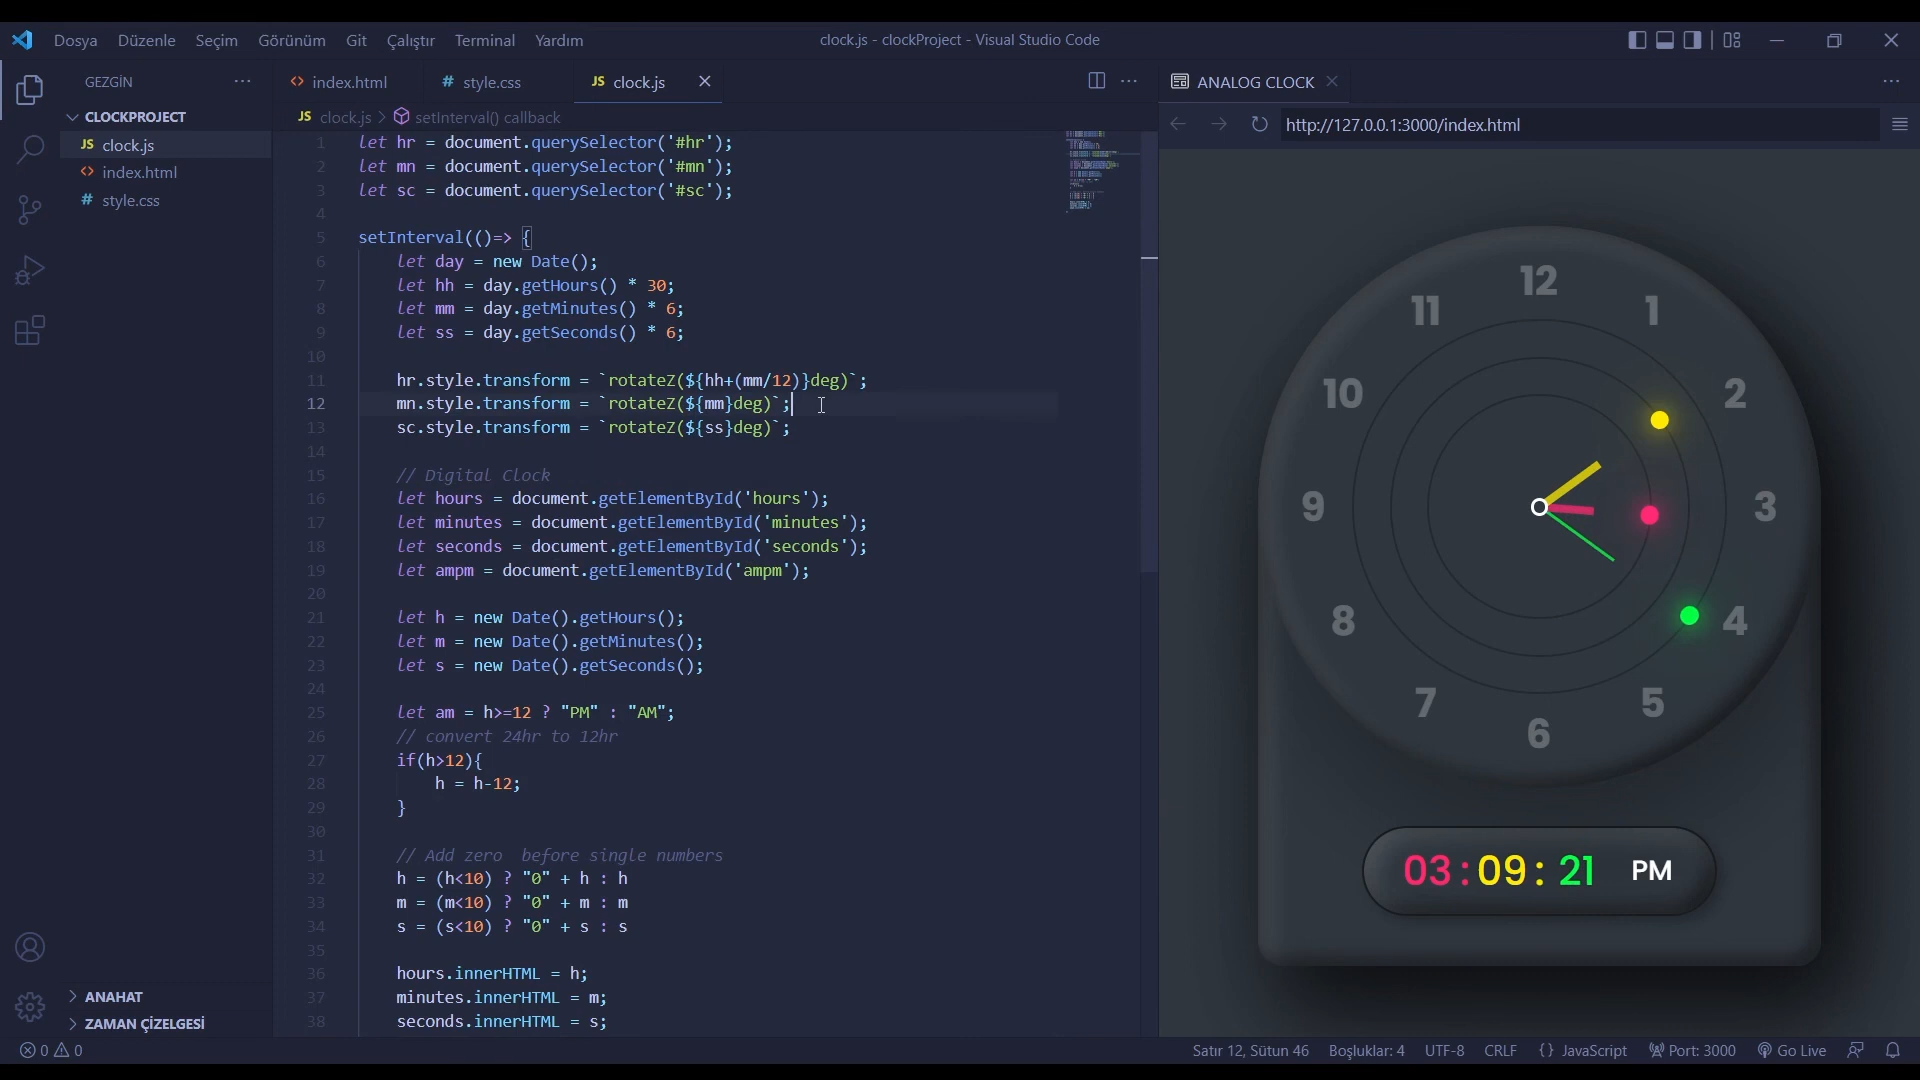 Dosya Düzenle Seçim Görünüm Git Çalıştır Terminal Yardım
clock.js - clockProject - Visual Studio Code
GEZGİN
CLOCKPROJECT
JS clock.js
<> index.html
# style.css
ANAHAT
ZAMAN ÇİZELGESİ
<> index.html # style.css JS clock.js
JS clock.js > setInterval() callback
1 let hr = document.querySelector('#hr');
2 let mn = document.querySelector('#mn');
3 let sc = document.querySelector('#sc');
4
5 setInterval(()=> {
6 let day = new Date();
7 let hh = day.getHours() * 30;
8 let mm = day.getMinutes() * 6;
9 let ss = day.getSeconds() * 6;
10
11 hr.style.transform = `rotateZ(${hh+(mm/12)}deg)`;
12 mn.style.transform = `rotateZ(${mm}deg)`;
13 sc.style.transform = `rotateZ(${ss}deg)`;
14
15 // Digital Clock
16 let hours = document.getElementById('hours');
17 let minutes = document.getElementById('minutes');
18 let seconds = document.getElementById('seconds');
19 let ampm = document.getElementById('ampm');
20
21 let h = new Date().getHours();
22 let m = new Date().getMinutes();
23 let s = new Date().getSeconds();
24
25 let am = h>=12 ? "PM" : "AM";
26 // convert 24hr to 12hr
27 if(h>12){
28 h = h-12;
29 }
30
31 // Add zero  before single numbers
32 h = (h<10) ? "0" + h : h
33 m = (m<10) ? "0" + m : m
34 s = (s<10) ? "0" + s : s
35
36 hours.innerHTML = h;
37 minutes.innerHTML = m;
38 seconds.innerHTML = s;
ANALOG CLOCK
http://127.0.0.1:3000/index.html
12
11 1
10 2
9 3
8 4
7 5
6
03:09: 21 PM
0 0
Satır 12, Sütun 46 Boşluklar: 4 UTF-8 CRLF {} JavaScript Port: 3000 Go Live